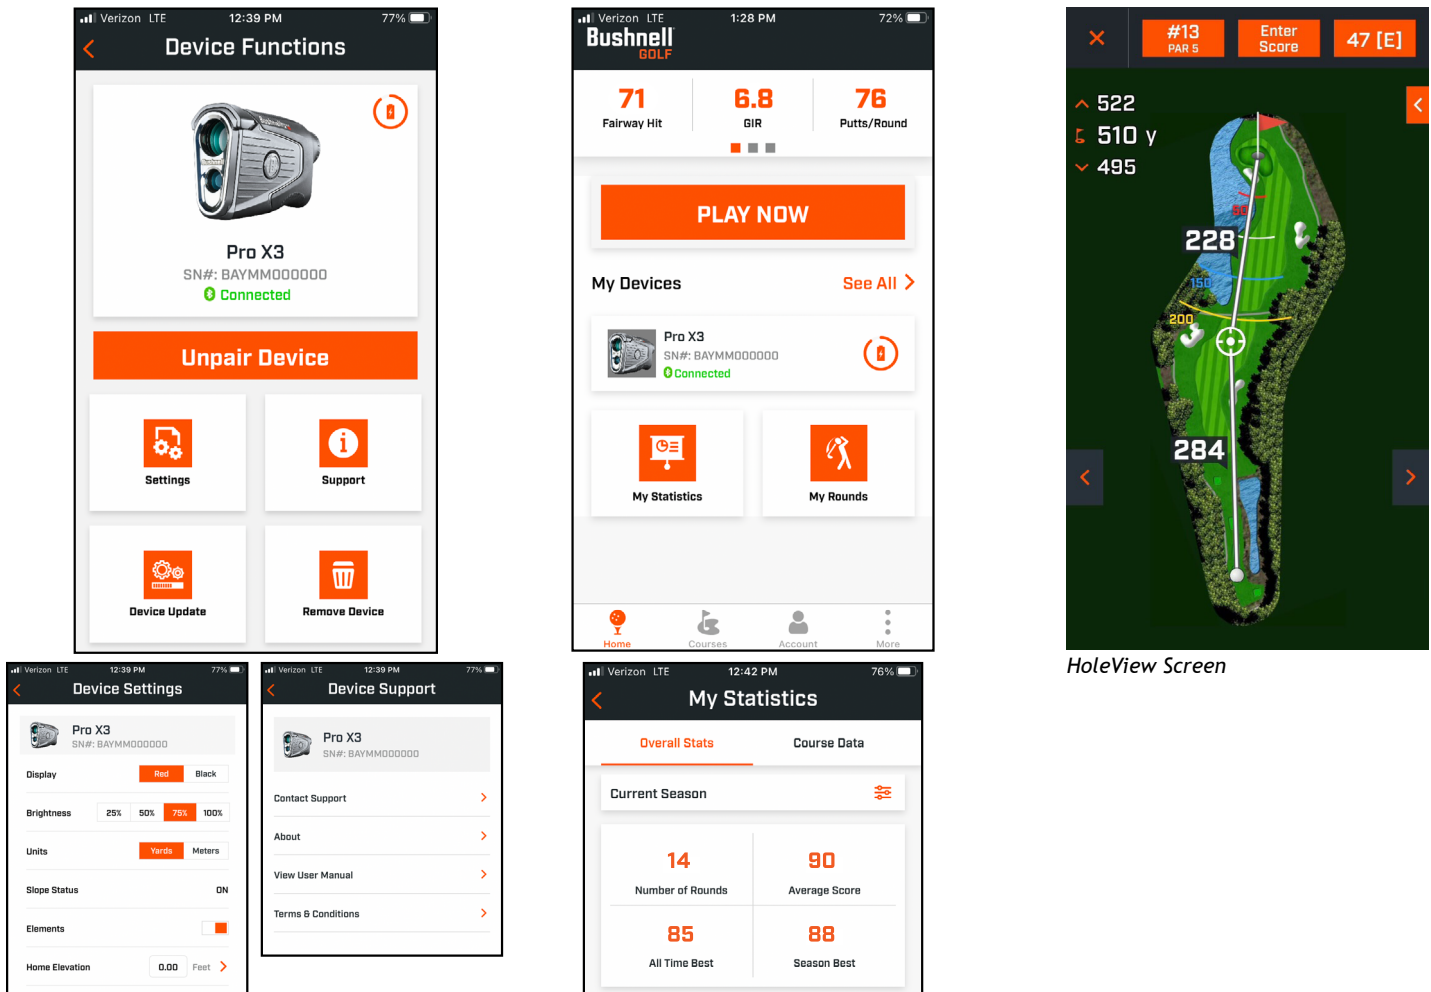 Verizon LTE 12:39 PM 77%
Device Functions
Pro X3
SN#: BAYMM000000
Connected
Unpair Device
Settings
Support
Device Update
Remove Device
Verizon LTE 1:28 PM 72%
Bushnell
GOLF
71 6.8 76
Fairway Hit GIR Putts/Round
PLAY NOW
My Devices See All
Pro X3
SN#: BAYMM000000
Connected
My Statistics
My Rounds
Home Courses Account More
#13
PAR 5
Enter
Score
47 [E]
522
510 y
495
228
150
200
284
HoleView Screen
Verizon LTE 12:39 PM 77%
Device Settings
Pro X3
SN#: BAYMM000000
Display Red Black
Brightness 25% 50% 75% 100%
Units Yards Meters
Slope Status ON
Elements
Home Elevation 0.00 Feet
Verizon LTE 12:39 PM 77%
Device Support
Pro X3
SN#: BAYMM000000
Contact Support
About
View User Manual
Terms & Conditions
Verizon LTE 12:42 PM 76%
My Statistics
Overall Stats Course Data
Current Season
14 90
Number of Rounds Average Score
85 88
All Time Best Season Best